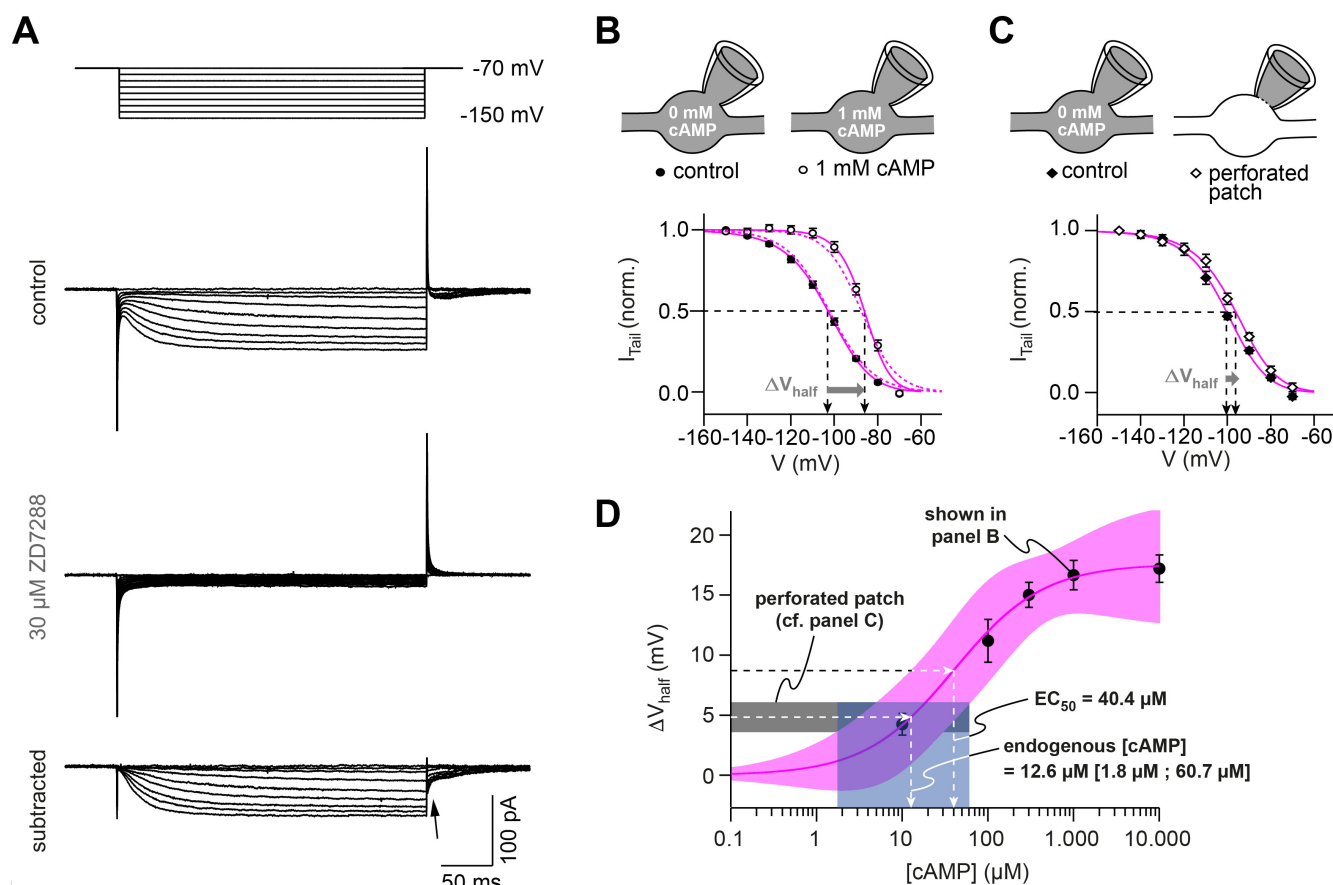 A
-70 mV
-150 mV
control
30 µM ZD7288
subtracted
100 pA
50 ms
B
0 mM
cAMP
1 mM
cAMP
control
1 mM cAMP
1.0
0.5
0.0
I_Tail (norm.)
ΔV_half
-160 -140 -120 -100 -80 -60
V (mV)
C
0 mM
cAMP
control
perforated
patch
1.0
0.5
0.0
I_Tail (norm.)
ΔV_half
-160 -140 -120 -100 -80 -60
V (mV)
D
20
15
10
5
0
ΔV_half (mV)
shown in
panel B
perforated patch
(cf. panel C)
EC_50 = 40.4 µM
endogenous [cAMP]
= 12.6 µM [1.8 µM ; 60.7 µM]
0.1 1 10 100 1.000 10.000
[cAMP] (µM)